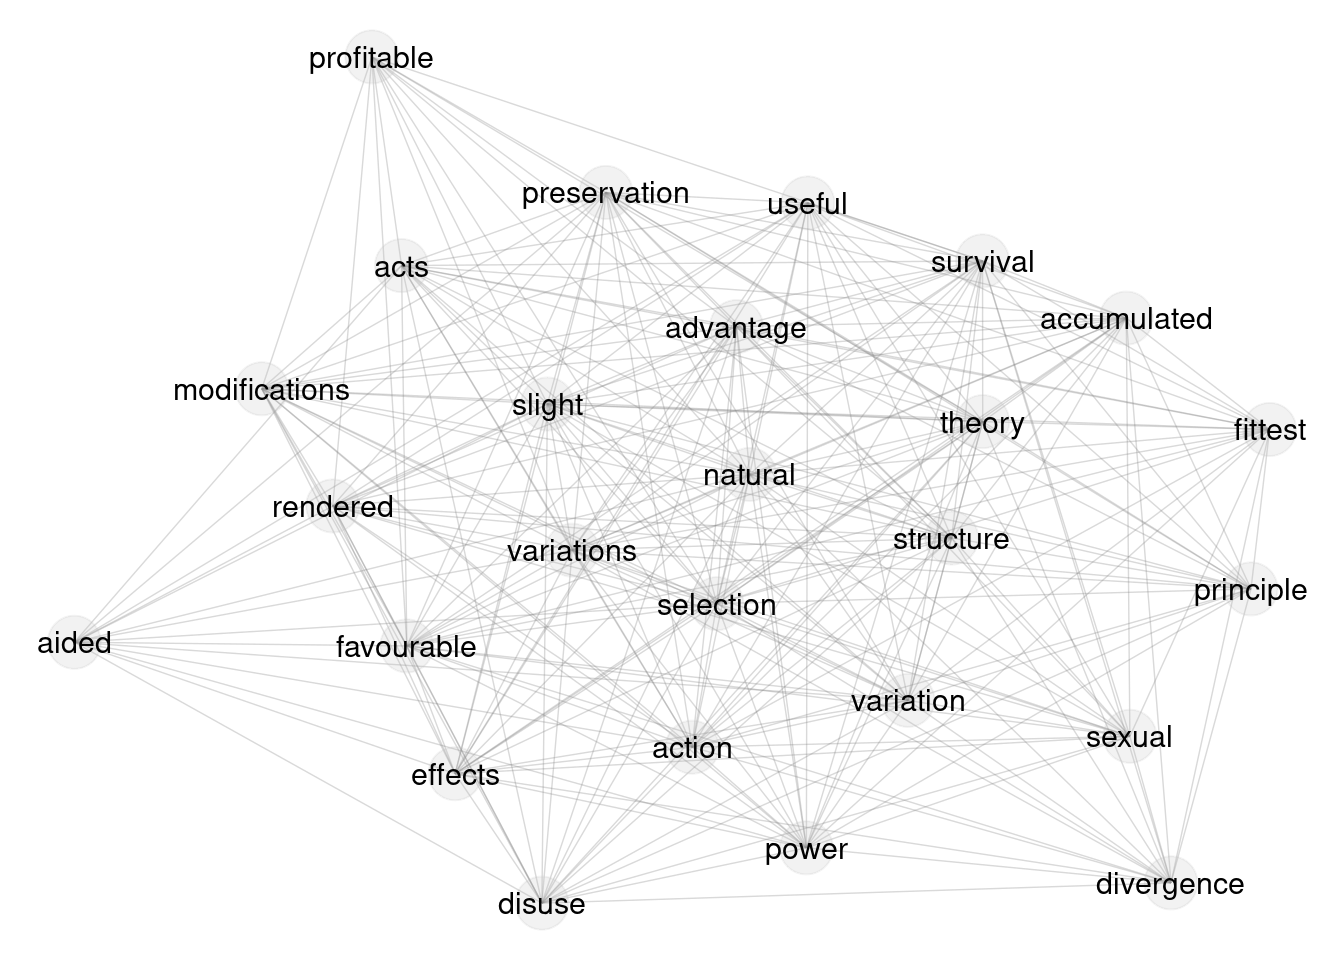 profitable
preservation
useful
acts
survival
advantage
accumulated
modifications
slight
theory
fittest
natural
rendered
structure
variations
principle
selection
aided
favourable
variation
sexual
action
effects
power
divergence
disuse